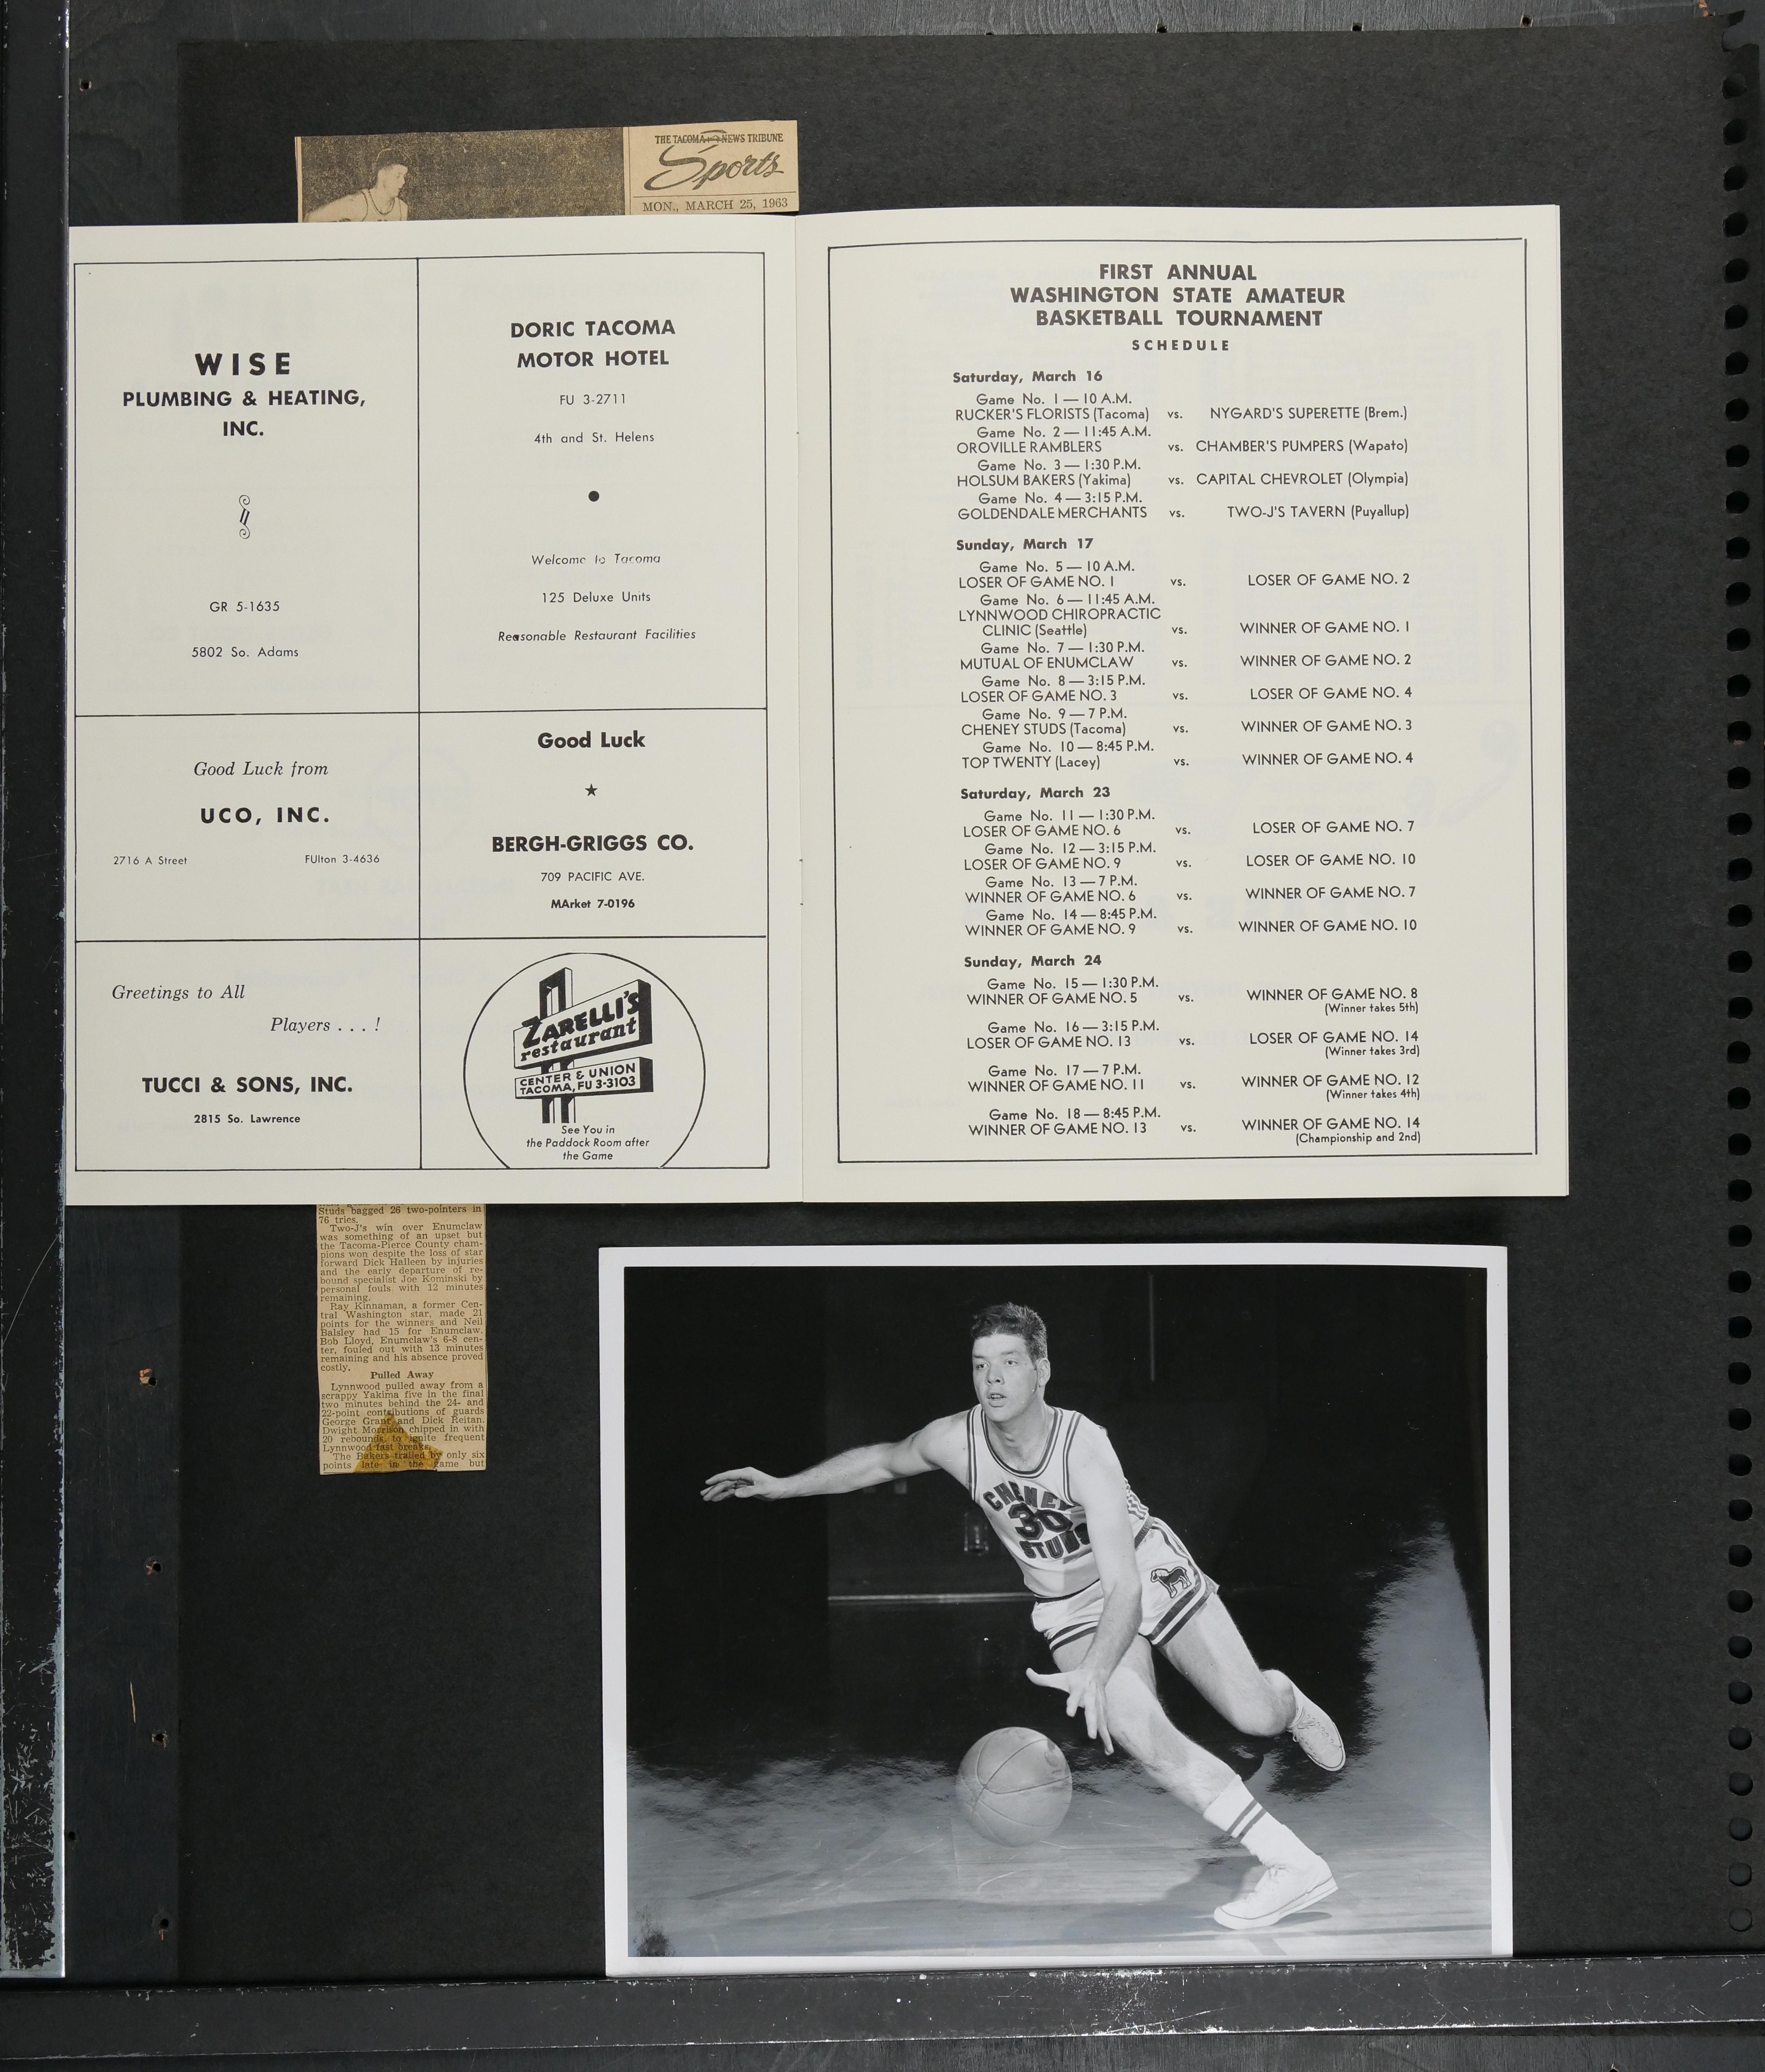 THE TACOMA NEWS TRIBUNE
Sports
MON., MARCH 25, 1963
WISE
PLUMBING & HEATING,
INC.
GR 5-1635
5802 So. Adams
DORIC TACOMA
MOTOR HOTEL
FU 3-2711
4th and St. Helens
Welcome to Tacoma
125 Deluxe Units
Reasonable Restaurant Facilities
Good Luck from
UCO, INC.
2716 A Street FUlton 3-4636
Good Luck
BERGH-GRIGGS CO.
709 PACIFIC AVE.
MArket 7-0196
Greetings to All
Players . . . !
TUCCI & SONS, INC.
2815 So. Lawrence
ZARELLI'S
restaurant
CENTER & UNION
TACOMA, FU 3-3103
See You in
the Paddock Room after
the Game
FIRST ANNUAL
WASHINGTON STATE AMATEUR
BASKETBALL TOURNAMENT
SCHEDULE
Saturday, March 16
Game No. 1 — 10 A.M.
RUCKER'S FLORISTS (Tacoma) vs. NYGARD'S SUPERETTE (Brem.)
Game No. 2 — 11:45 A.M.
OROVILLE RAMBLERS vs. CHAMBER'S PUMPERS (Wapato)
Game No. 3 — 1:30 P.M.
HOLSUM BAKERS (Yakima) vs. CAPITAL CHEVROLET (Olympia)
Game No. 4 — 3:15 P.M.
GOLDENDALE MERCHANTS vs. TWO-J'S TAVERN (Puyallup)
Sunday, March 17
Game No. 5 — 10 A.M.
LOSER OF GAME NO. 1 vs. LOSER OF GAME NO. 2
Game No. 6 — 11:45 A.M.
LYNNWOOD CHIROPRACTIC
CLINIC (Seattle) vs. WINNER OF GAME NO. 1
Game No. 7 — 1:30 P.M.
MUTUAL OF ENUMCLAW vs. WINNER OF GAME NO. 2
Game No. 8 — 3:15 P.M.
LOSER OF GAME NO. 3 vs. LOSER OF GAME NO. 4
Game No. 9 — 7 P.M.
CHENEY STUDS (Tacoma) vs. WINNER OF GAME NO. 3
Game No. 10 — 8:45 P.M.
TOP TWENTY (Lacey) vs. WINNER OF GAME NO. 4
Saturday, March 23
Game No. 11 — 1:30 P.M.
LOSER OF GAME NO. 6 vs. LOSER OF GAME NO. 7
Game No. 12 — 3:15 P.M.
LOSER OF GAME NO. 9 vs. LOSER OF GAME NO. 10
Game No. 13 — 7 P.M.
WINNER OF GAME NO. 6 vs. WINNER OF GAME NO. 7
Game No. 14 — 8:45 P.M.
WINNER OF GAME NO. 9 vs. WINNER OF GAME NO. 10
Sunday, March 24
Game No. 15 — 1:30 P.M.
WINNER OF GAME NO. 5 vs. WINNER OF GAME NO. 8
(Winner takes 5th)
Game No. 16 — 3:15 P.M.
LOSER OF GAME NO. 13 vs. LOSER OF GAME NO. 14
(Winner takes 3rd)
Game No. 17 — 7 P.M.
WINNER OF GAME NO. 11 vs. WINNER OF GAME NO. 12
(Winner takes 4th)
Game No. 18 — 8:45 P.M.
WINNER OF GAME NO. 13 vs. WINNER OF GAME NO. 14
(Championship and 2nd)
Studs bagged 26 two-pointers in
76 tries.
Two-J's win over Enumclaw
was something of an upset but
the Tacoma-Pierce County cham-
pions won despite the loss of star
forward Dick Halleen by injuries
and the early departure of re-
bound specialist Joe Kominski by
personal fouls with 12 minutes
remaining.
Ray Kinnaman, a former Cen-
tral Washington star, made 21
points for the winners and Neil
Balsley had 15 for Enumclaw.
Bob Lloyd, Enumclaw's 6-8 cen-
ter, fouled out with 13 minutes
remaining and his absence proved
costly.
Pulled Away
Lynnwood pulled away from a
scrappy Yakima five in the final
two minutes behind the 24- and
22-point contributions of guards
George Grant and Dick Reitan.
Dwight Morrison chipped in with
20 rebounds to ignite frequent
Lynnwood fast breaks.
The Bakers trailed by only six
points late in the game but
CHENEY
30
STUDS